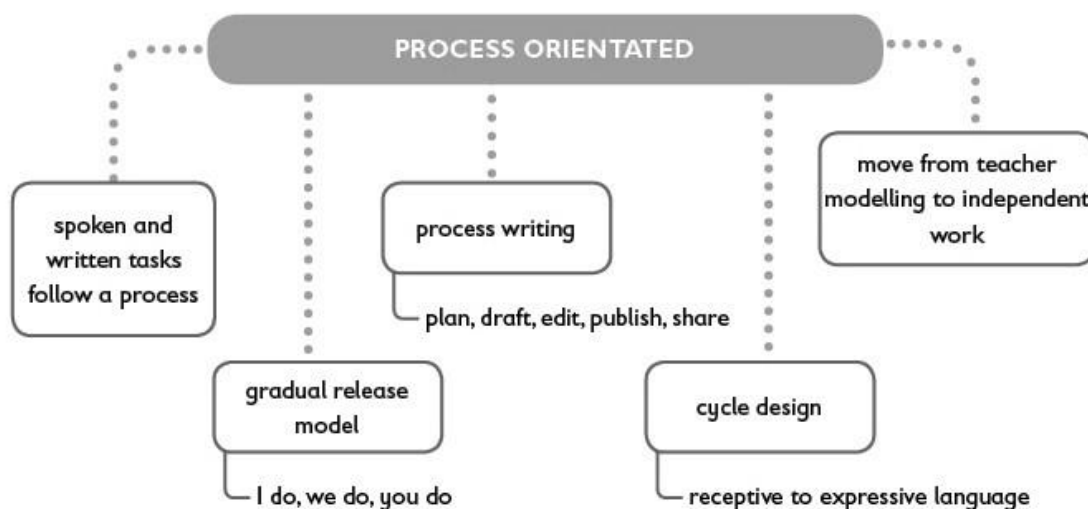 PROCESS ORIENTATED
spoken and
written tasks
follow a process
gradual release
model
I do, we do, you do
process writing
plan, draft, edit, publish, share
cycle design
receptive to expressive language
move from teacher
modelling to independent
work